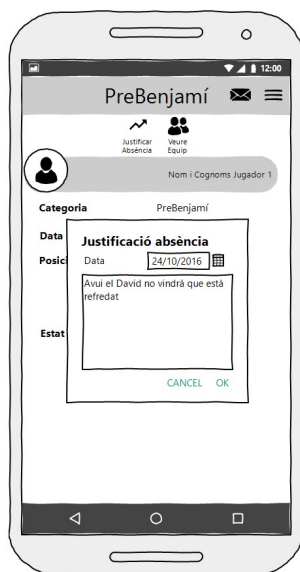 12:00
PreBenjamí
Justificar
Absència
Veure
Equip
Nom i Cognoms Jugador 1
Categoria PreBenjamí
Data
Posici
Justificació absència
Data 24/10/2016
Avui el David no vindrà que està
refredat
Estat
CANCEL OK